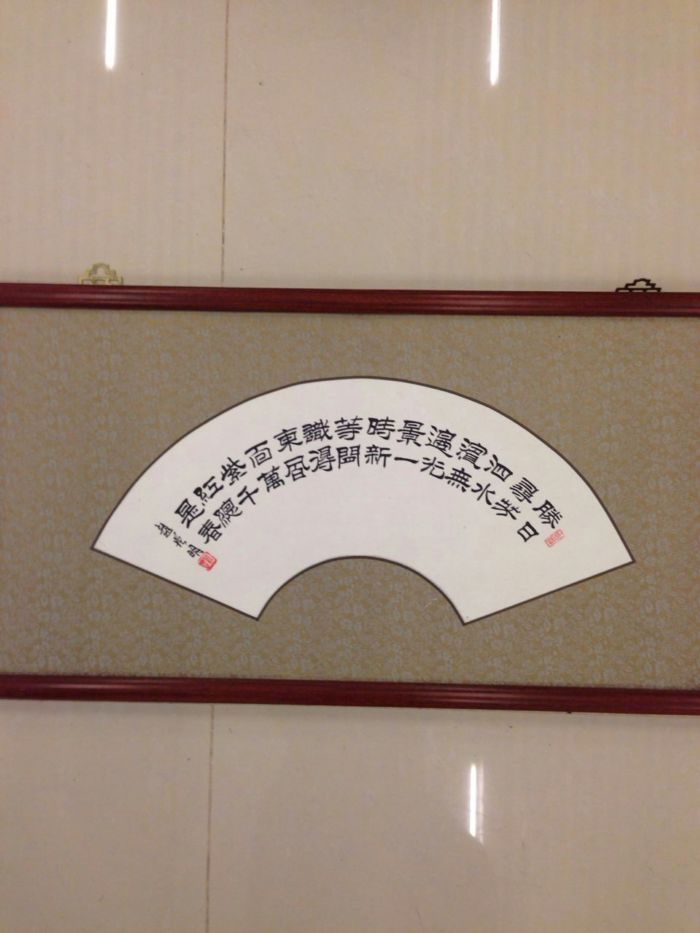 勝日
尋芳
泗水
濱無
邊光
景一
時新
等閒
識得
東風
面萬
紫千
紅總
是春